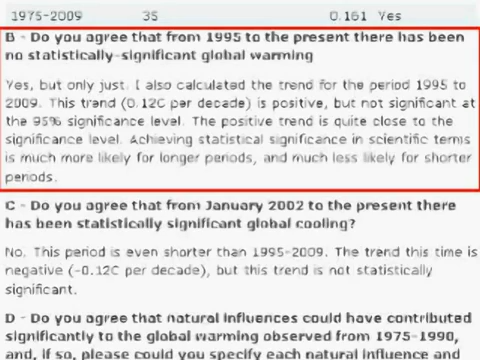 1975-2009 35 0.161 Yes
B - Do you agree that from 1995 to the present there has been
no statistically-significant global warming
Yes, but only just. I also calculated the trend for the period 1995 to
2009. This trend (0.12C per decade) is positive, but not significant at
the 95% significance level. The positive trend is quite close to the
significance level. Achieving statistical significance in scientific terms
is much more likely for longer periods, and much less likely for shorter
periods.
C - Do you agree that from January 2002 to the present there
has been statistically significant global cooling?
No. This period is even shorter than 1995-2009. The trend this time is
negative (-0.12C per decade), but this trend is not statistically
significant.
D - Do you agree that natural influences could have contributed
significantly to the global warming observed from 1975-1990,
and, if so, please could you specify each natural influence and